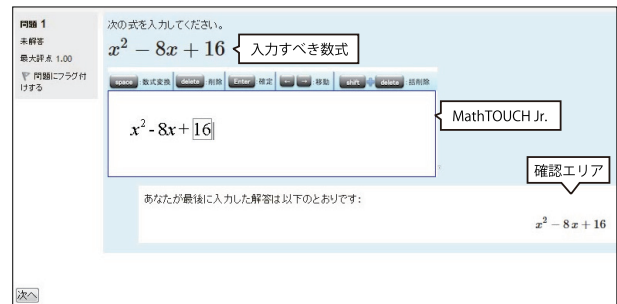 問題 1
未解答
最大評点 1.00
問題にフラグ付けする
次の式を入力してください。
x² − 8x + 16
入力すべき数式
space : 数式変換 delete : 削除 Enter : 確定 ← → : 移動 shift + delete : 括削除
x² - 8x + 16
MathTOUCH Jr.
確認エリア
あなたが最後に入力した解答は以下のとおりです:
x² − 8 x + 16
次へ